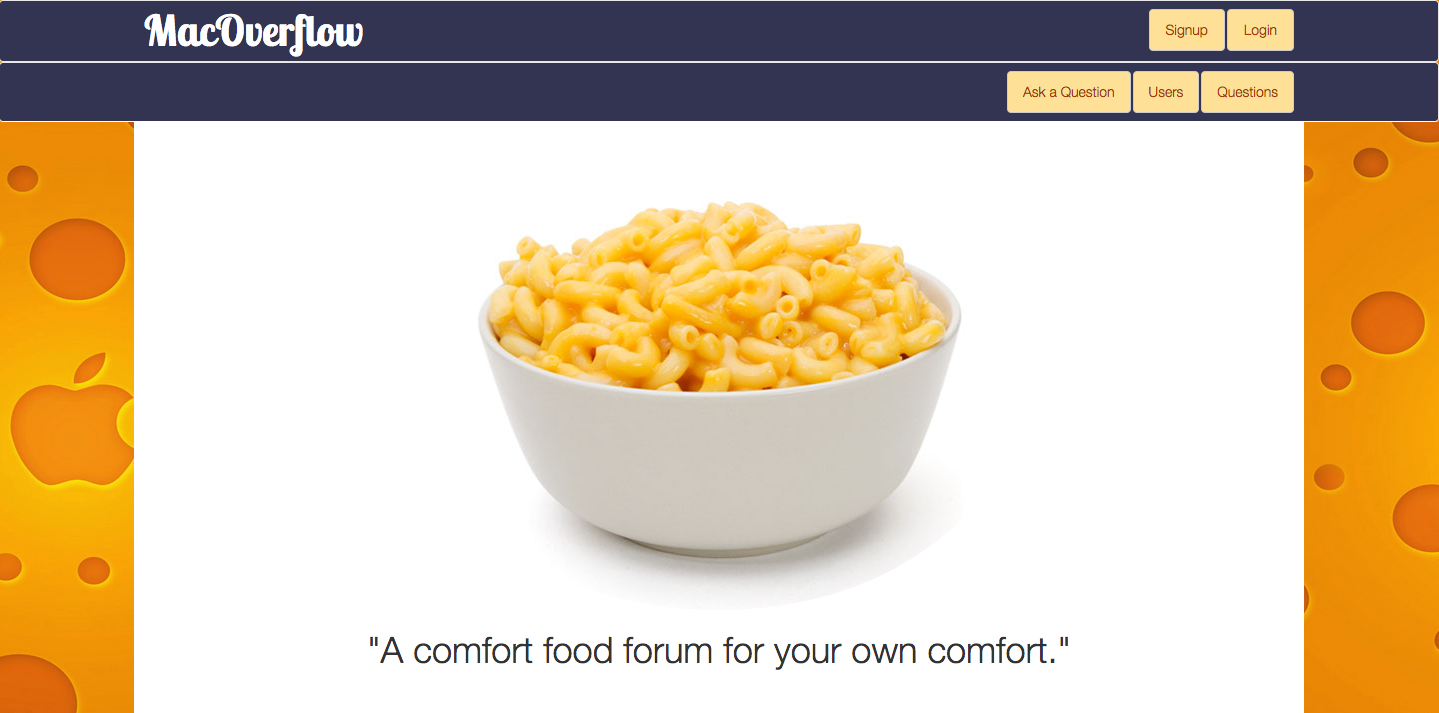 MacOverflow
Signup Login
Ask a Question Users Questions
"A comfort food forum for your own comfort."